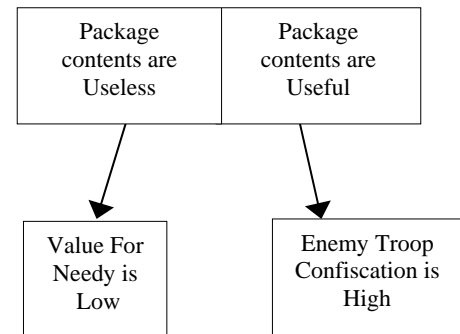 Package
contents are
Useless
Package
contents are
Useful
Value For
Needy is
Low
Enemy Troop
Confiscation is
High